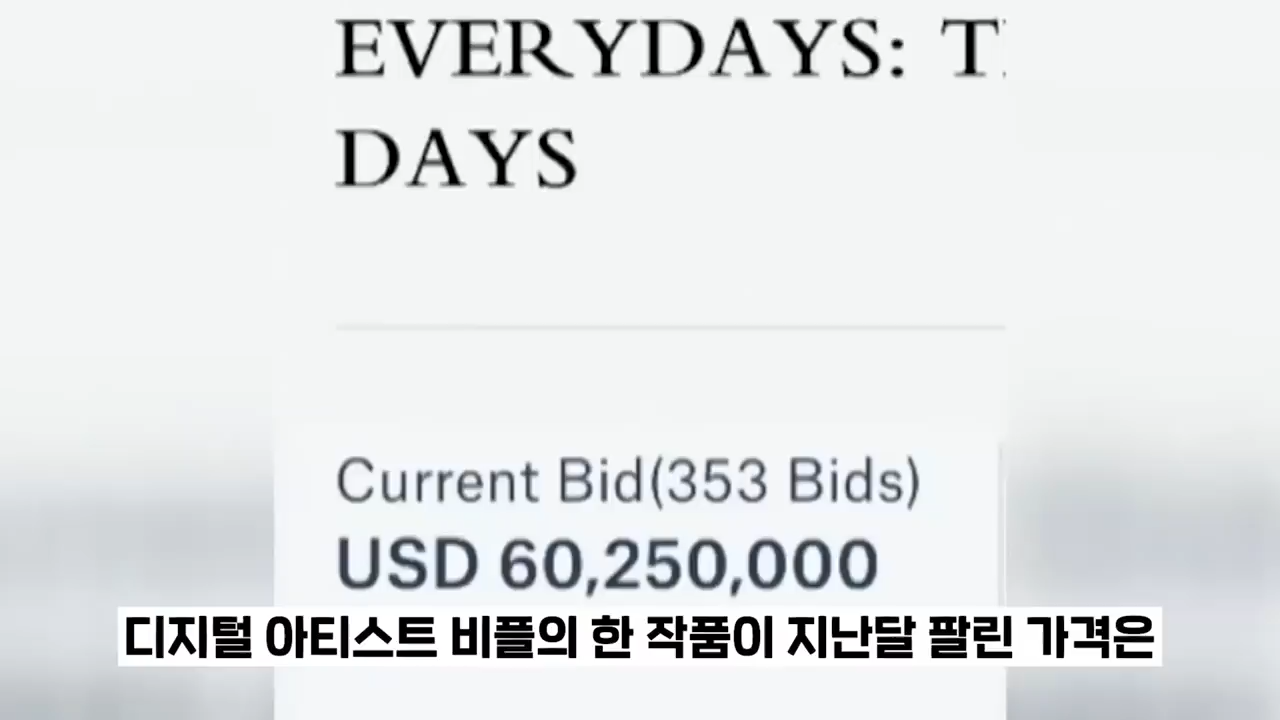 EVERYDAYS:
DAYS
Current Bid(353 Bids)
USD 60,250,000
디지털 아티스트 비플의 한 작품이 지난달 팔린 가격은